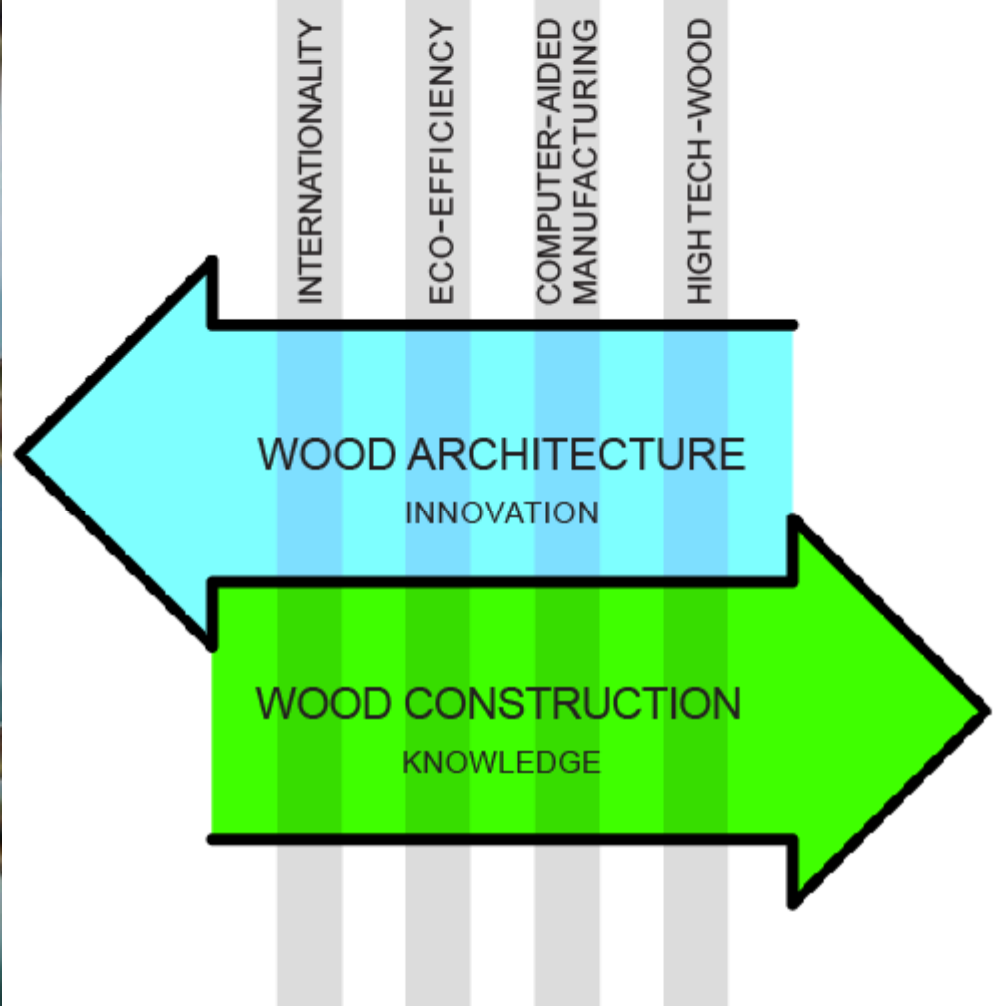 INTERNATIONALITY
ECO-EFFICIENCY
COMPUTER-AIDED
MANUFACTURING
HIGH TECH-WOOD
WOOD ARCHITECTURE
INNOVATION
WOOD CONSTRUCTION
KNOWLEDGE